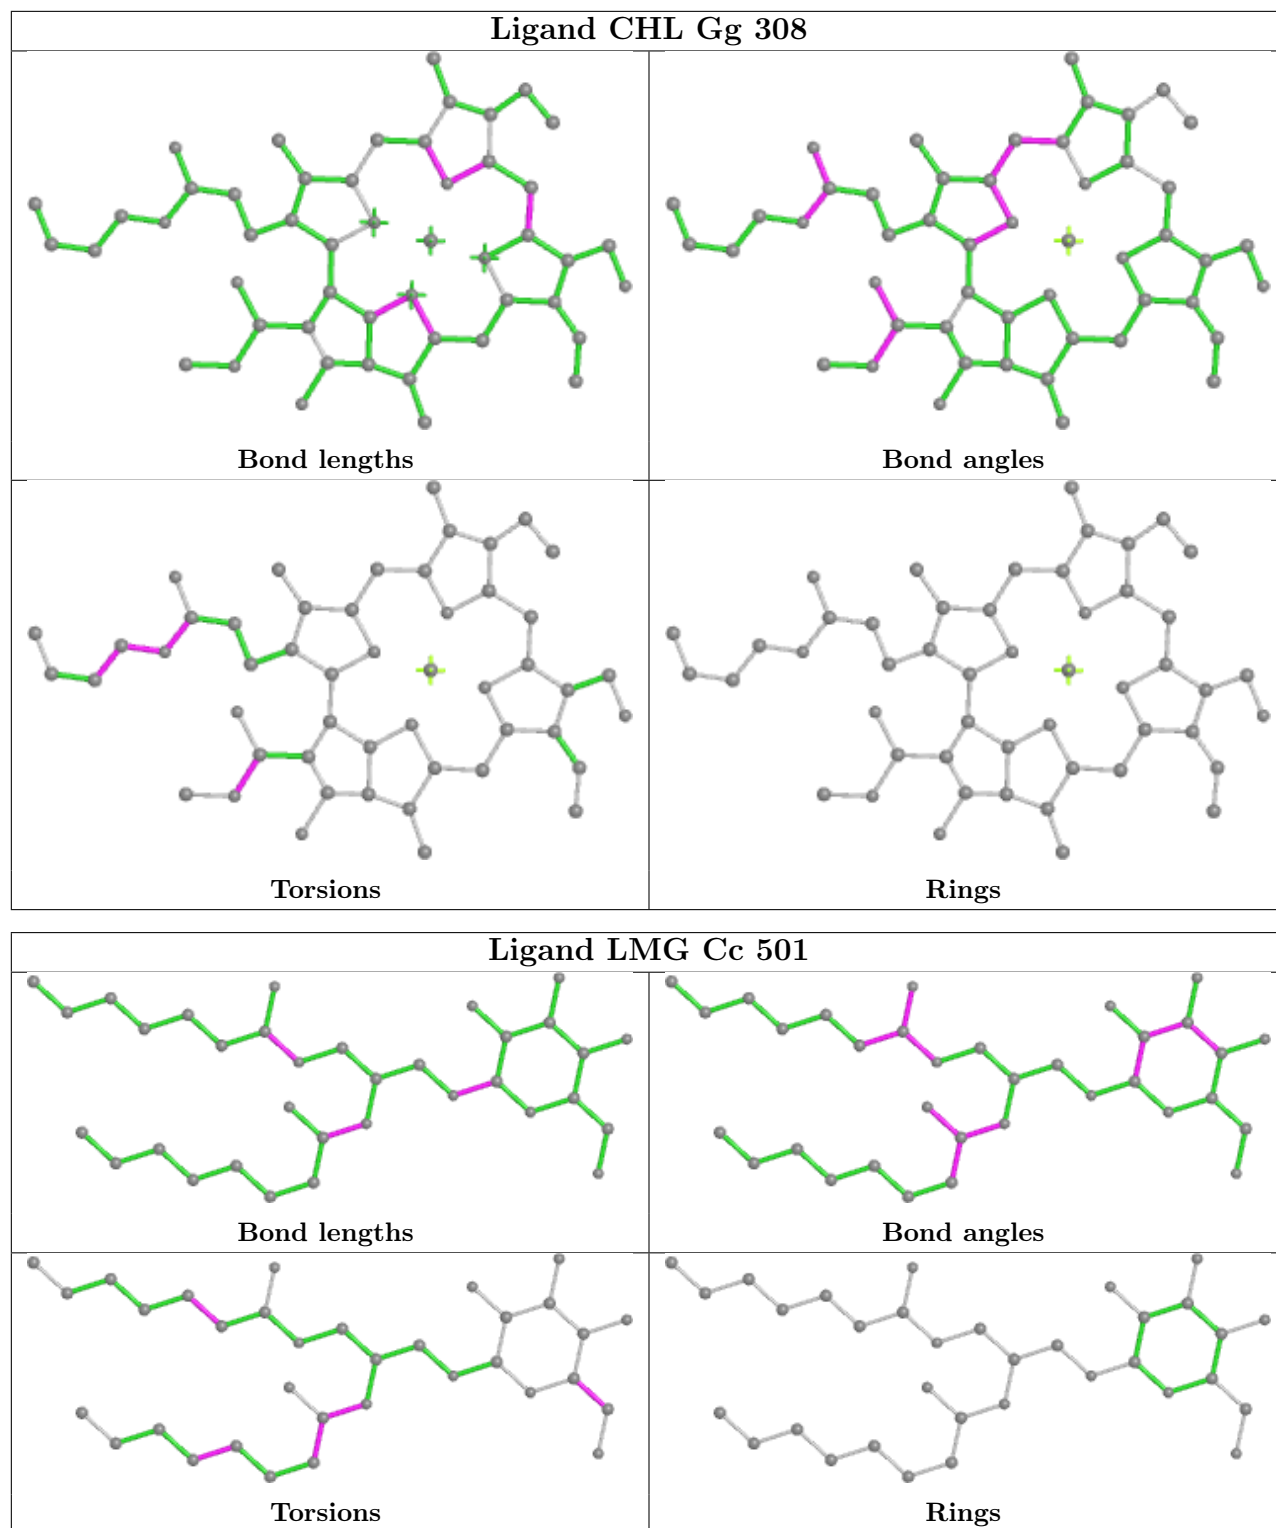 Ligand CHL Gg 308
Bond lengths
Bond angles
Torsions
Rings
Ligand LMG Cc 501
Bond lengths
Bond angles
Torsions
Rings